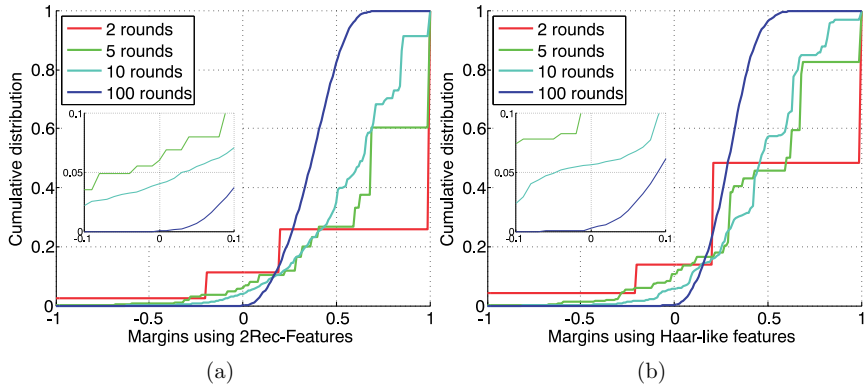 1
0.8
0.6
0.4
0.2
0
-1
-0.5
0
0.5
1
Cumulative distribution
Margins using 2Rec-Features
2 rounds
5 rounds
10 rounds
100 rounds
0.1
0.05
0
-0.1
0
0.1
(a)
1
0.8
0.6
0.4
0.2
0
-1
-0.5
0
0.5
1
Cumulative distribution
Margins using Haar-like features
2 rounds
5 rounds
10 rounds
100 rounds
0.1
0.05
0
-0.1
0
0.1
(b)